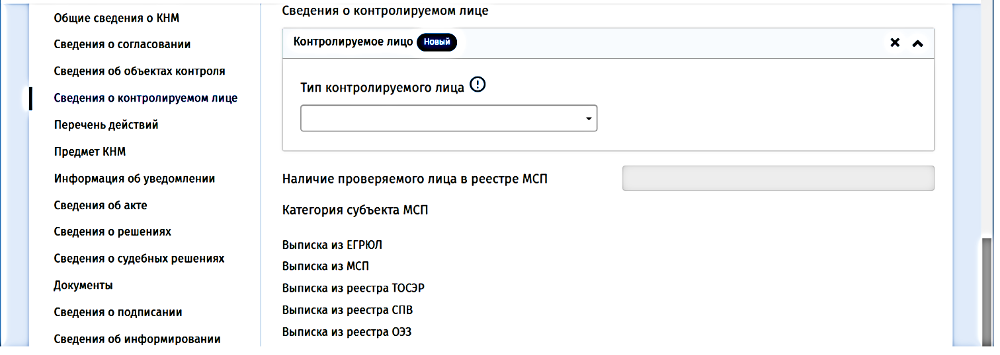 Общие сведения о КНМ
Сведения о согласовании
Сведения об объектах контроля
Сведения о контролируемом лице
Перечень действий
Предмет КНМ
Информация об уведомлении
Сведения об акте
Сведения о решениях
Сведения о судебных решениях
Документы
Сведения о подписании
Сведения об информировании
Сведения о контролируемом лице
Контролируемое лицо Новый
Тип контролируемого лица
Наличие проверяемого лица в реестре МСП
Категория субъекта МСП
Выписка из ЕГРЮЛ
Выписка из МСП
Выписка из реестра ТОСЭР
Выписка из реестра СПВ
Выписка из реестра ОЭЗ